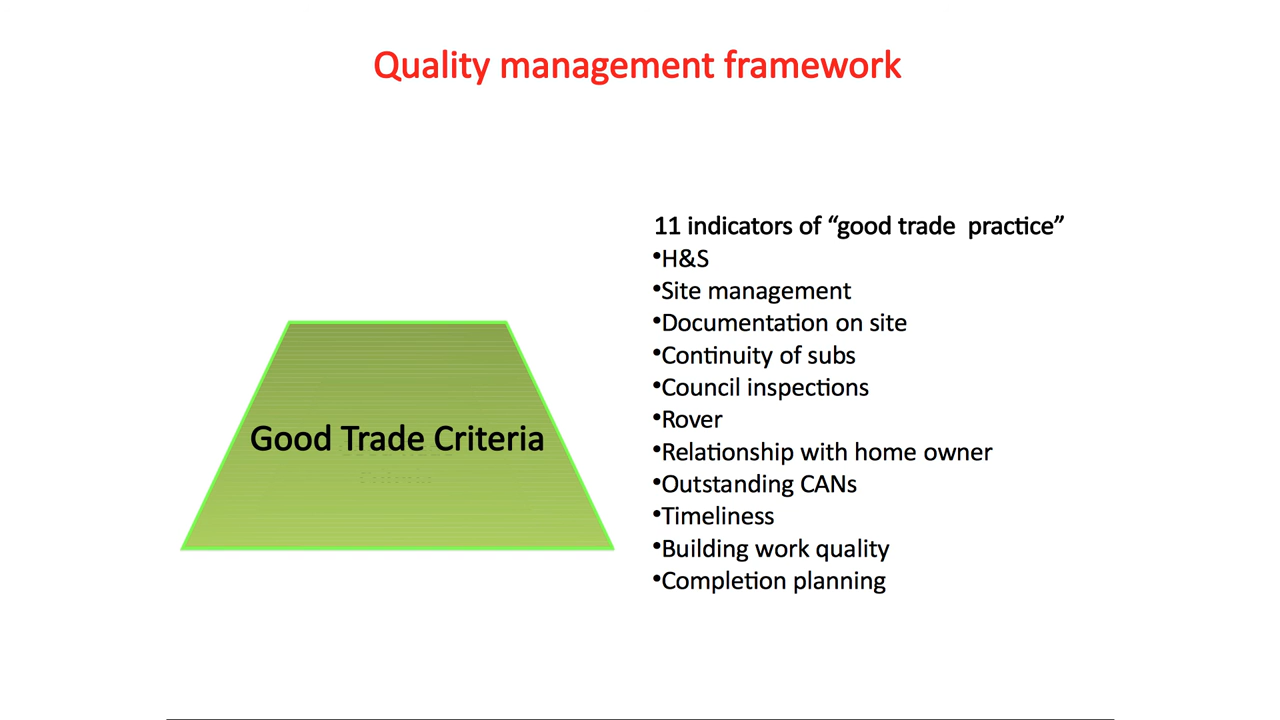 Quality management framework
11 indicators of “good trade  practice”
•H&S
•Site management
•Documentation on site
•Continuity of subs
•Council inspections
•Rover
•Relationship with home owner
•Outstanding CANs
•Timeliness
•Building work quality
•Completion planning
Good Trade Criteria